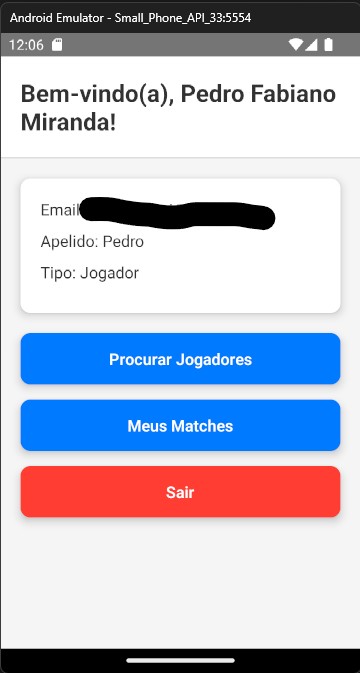 Android Emulator - Small_Phone_API_33:5554
12:06
Bem-vindo(a), Pedro Fabiano
Miranda!
Email
Apelido: Pedro
Tipo: Jogador
Procurar Jogadores
Meus Matches
Sair